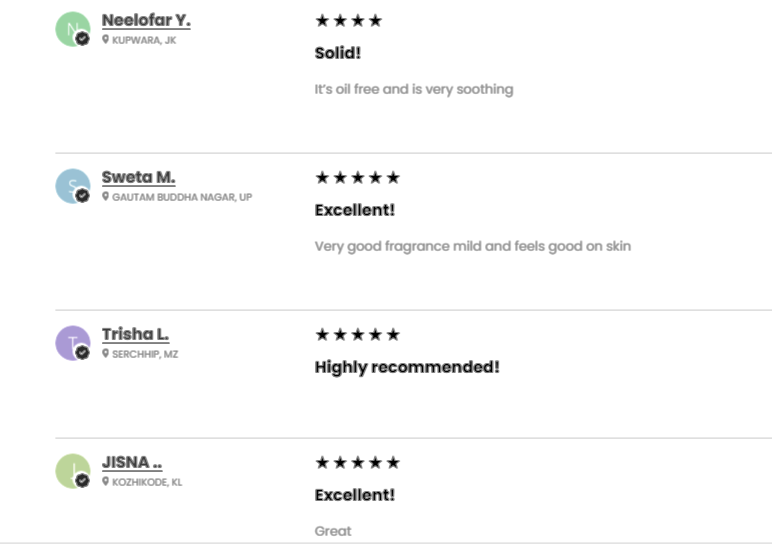 N
Neelofar Y.
KUPWARA, JK
★★★★
Solid!
It's oil free and is very soothing
S
Sweta M.
GAUTAM BUDDHA NAGAR, UP
★★★★★
Excellent!
Very good fragrance mild and feels good on skin
T
Trisha L.
SERCHHIP, MZ
★★★★★
Highly recommended!
J
JISNA ..
KOZHIKODE, KL
★★★★★
Excellent!
Great